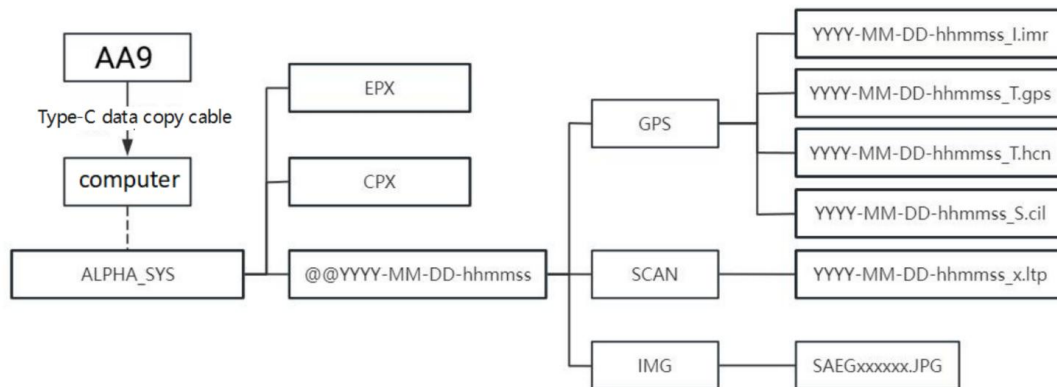 AA9
Type-C data copy cable
computer
ALPHA_SYS
EPX
CPX
@@YYYY-MM-DD-hhmmss
GPS
SCAN
IMG
YYYY-MM-DD-hhmmss_I.imr
YYYY-MM-DD-hhmmss_T.gps
YYYY-MM-DD-hhmmss_T.hcn
YYYY-MM-DD-hhmmss_S.cil
YYYY-MM-DD-hhmmss_x.ltp
SAEGxxxxxx.JPG